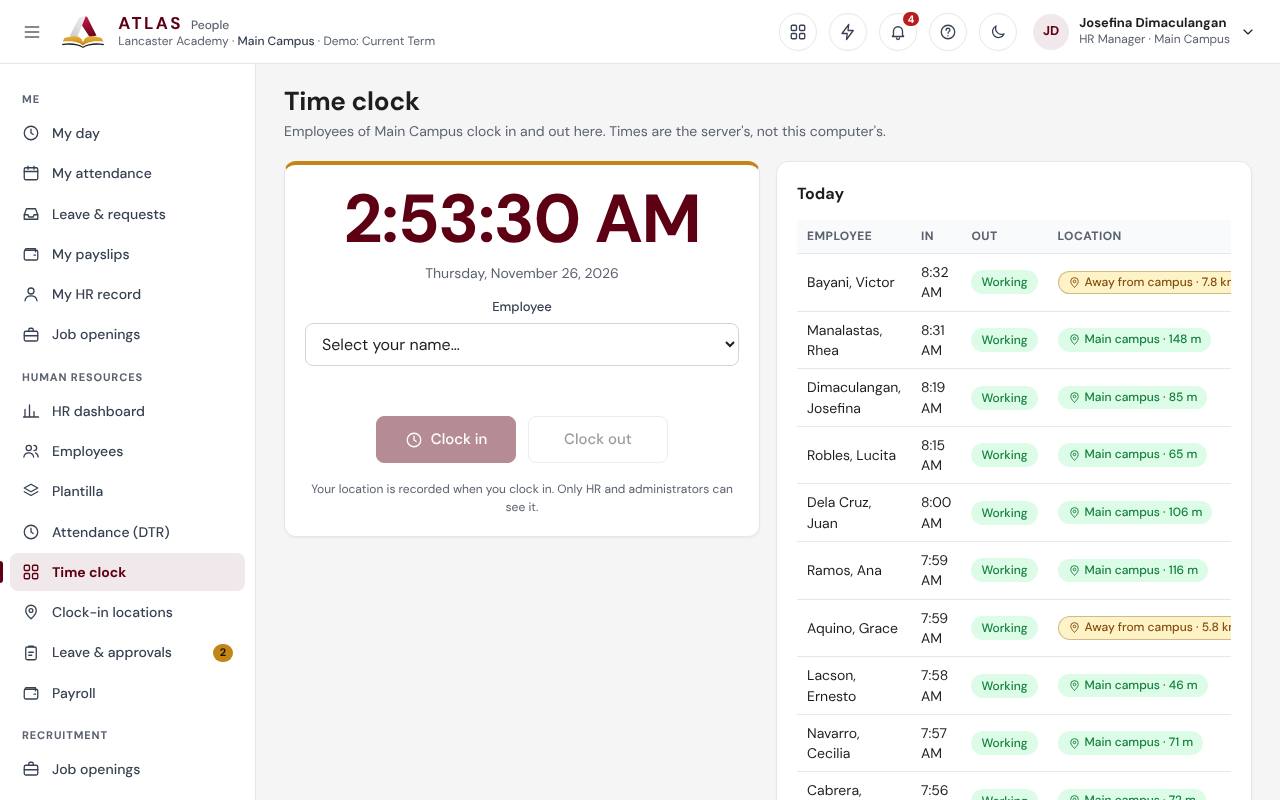 ATLAS People
Lancaster Academy · Main Campus · Demo: Current Term
4
JD
Josefina Dimaculangan
HR Manager · Main Campus
ME
My day
My attendance
Leave & requests
My payslips
My HR record
Job openings
HUMAN RESOURCES
HR dashboard
Employees
Plantilla
Attendance (DTR)
Time clock
Clock-in locations
Leave & approvals 2
Payroll
RECRUITMENT
Job openings
Time clock
Employees of Main Campus clock in and out here. Times are the server's, not this computer's.
2:53:30 AM
Thursday, November 26, 2026
Employee
Select your name...
Clock in
Clock out
Your location is recorded when you clock in. Only HR and administrators can
see it.
Today
EMPLOYEE IN OUT LOCATION
Bayani, Victor 8:32 AM Working Away from campus · 7.8
Manalastas, Rhea 8:31 AM Working Main campus · 148 m
Dimaculangan, Josefina 8:19 AM Working Main campus · 85 m
Robles, Lucita 8:15 AM Working Main campus · 65 m
Dela Cruz, Juan 8:00 AM Working Main campus · 106 m
Ramos, Ana 7:59 AM Working Main campus · 116 m
Aquino, Grace 7:59 AM Working Away from campus · 5.8
Lacson, Ernesto 7:58 AM Working Main campus · 46 m
Navarro, Cecilia 7:57 AM Working Main campus · 71 m
Cabrera, 7:56 Working Main campus · 72 m